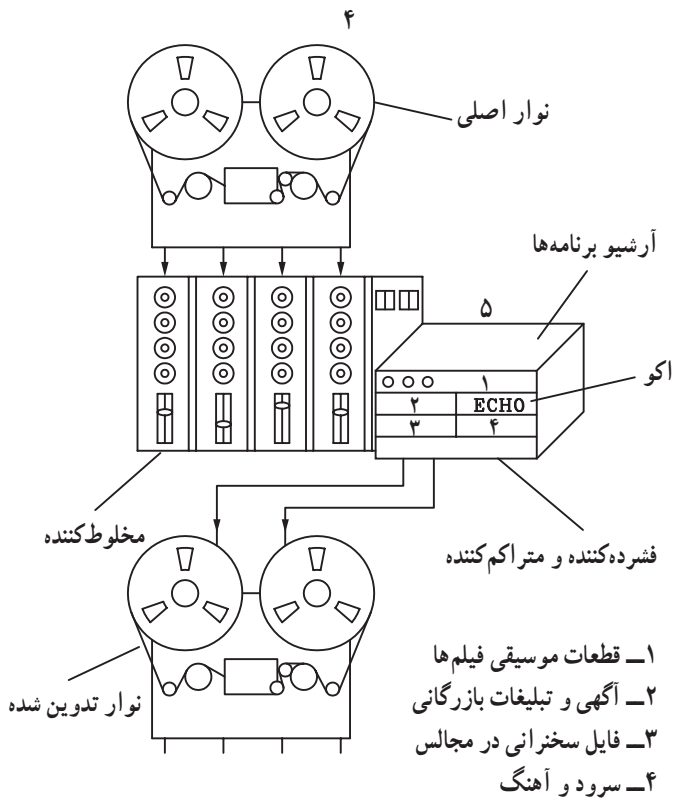 ۴
نوار اصلی
آرشیو برنامه‌ها
۵
اکو
۱
۲ ECHO
۳ ۴
مخلوط‌کننده
فشرده‌کننده و متراکم‌کننده
نوار تدوین شده
۱ــ قطعات موسیقی فیلم‌ها
۲ــ آگهی و تبلیغات بازرگانی
۳ــ فایل سخنرانی در مجالس
۴ــ سرود و آهنگ